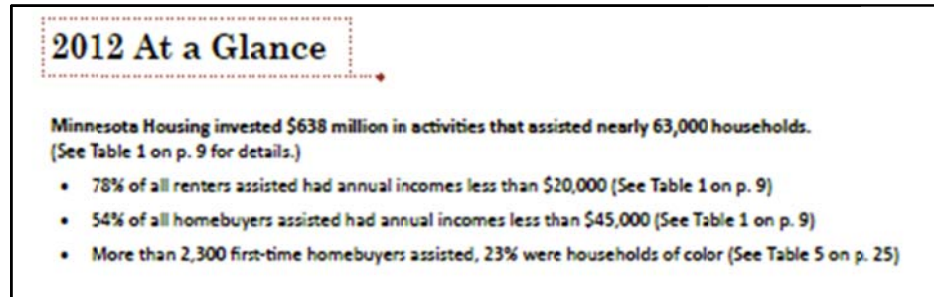 2012 At a Glance
Minnesota Housing invested $638 million in activities that assisted nearly 63,000 households.
(See Table 1 on p. 9 for details.)
• 78% of all renters assisted had annual incomes less than $20,000 (See Table 1 on p. 9)
• 54% of all homebuyers assisted had annual incomes less than $45,000 (See Table 1 on p. 9)
• More than 2,300 first-time homebuyers assisted, 23% were households of color (See Table 5 on p. 25)